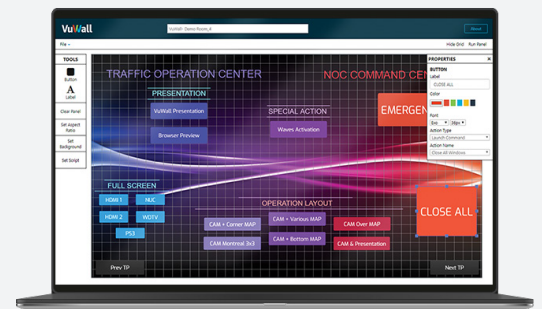 VuWall
VuWall Demo Room_4
About
File
Hide Grid Run Panel
TOOLS
Button
A
Label
Clear Panel
Set Aspect
Ratio
Set
Background
Set Script
TRAFFIC OPERATION CENTER
NOC COMMAND CE
PRESENTATION
VuWall Presentation
Browser Preview
SPECIAL ACTION
Waves Activation
EMERGEN
PROPERTIES
BUTTON
Label
CLOSE ALL
Color
Font
38px
Action Type
Launch Command
Action Name
Close All Windows
FULL SCREEN
HDMI 1
NUC
HDMI 2
WDTV
PS3
OPERATION LAYOUT
CAM + Corner MAP
CAM + Various MAP
CAM Over MAP
CAM Montreal 3x3
CAM + Bottom MAP
CAM & Presentation
CLOSE ALL
Prev TP
Next TP